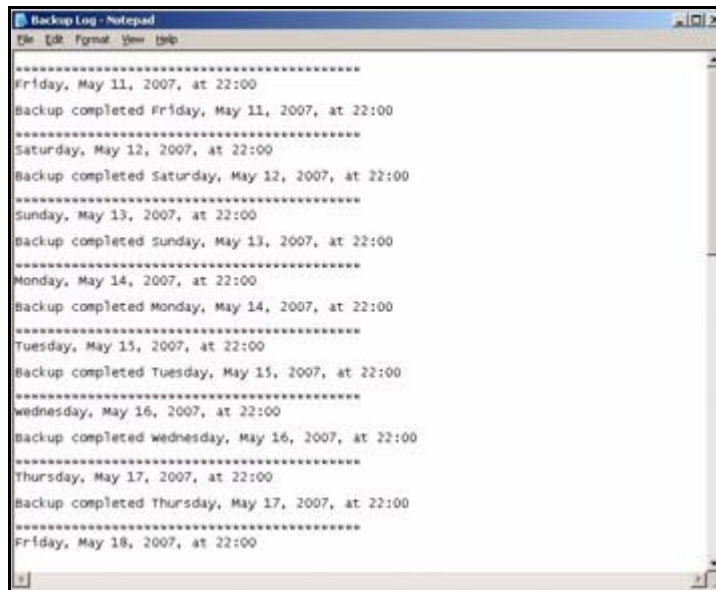 Backup Log - Notepad
File Edit Format View Help
********************************************
Friday, May 11, 2007, at 22:00
Backup completed Friday, May 11, 2007, at 22:00
********************************************
Saturday, May 12, 2007, at 22:00
Backup completed Saturday, May 12, 2007, at 22:00
********************************************
Sunday, May 13, 2007, at 22:00
Backup completed Sunday, May 13, 2007, at 22:00
********************************************
Monday, May 14, 2007, at 22:00
Backup completed Monday, May 14, 2007, at 22:00
********************************************
Tuesday, May 15, 2007, at 22:00
Backup completed Tuesday, May 15, 2007, at 22:00
********************************************
Wednesday, May 16, 2007, at 22:00
Backup completed Wednesday, May 16, 2007, at 22:00
********************************************
Thursday, May 17, 2007, at 22:00
Backup completed Thursday, May 17, 2007, at 22:00
********************************************
Friday, May 18, 2007, at 22:00